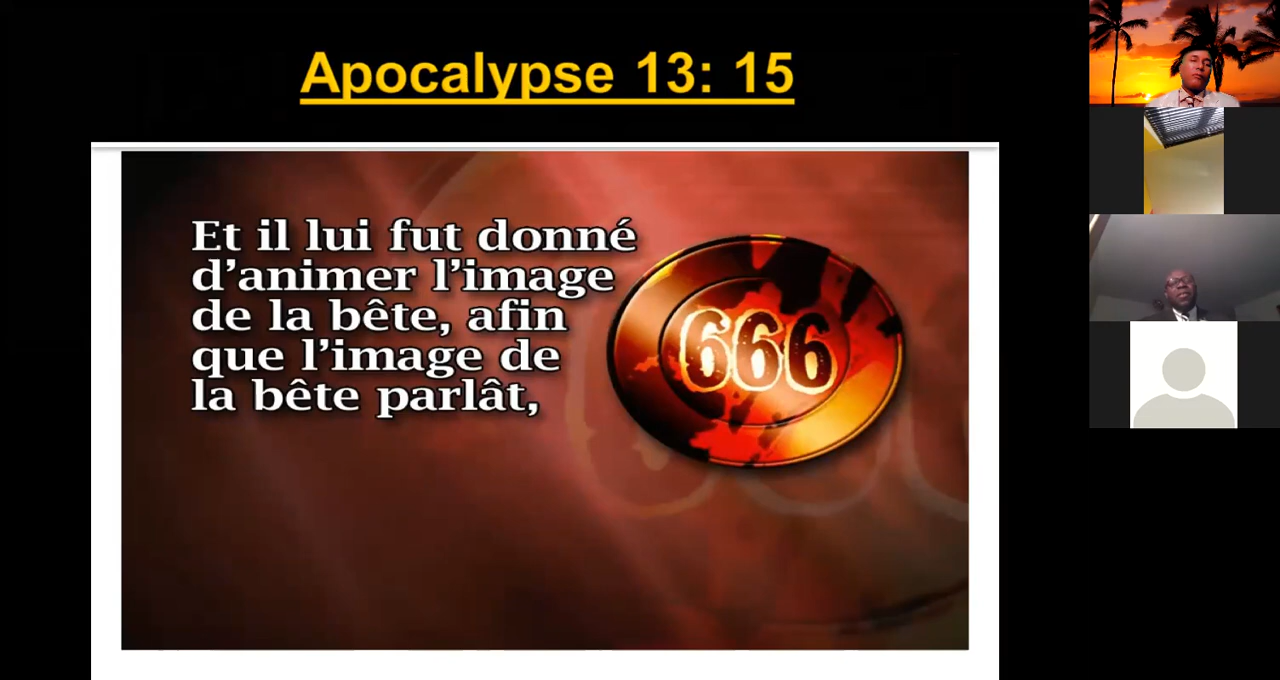 Apocalypse 13: 15
Et il lui fut donné
d’animer l’image
de la bête, afin
que l’image de
la bête parlât,
666